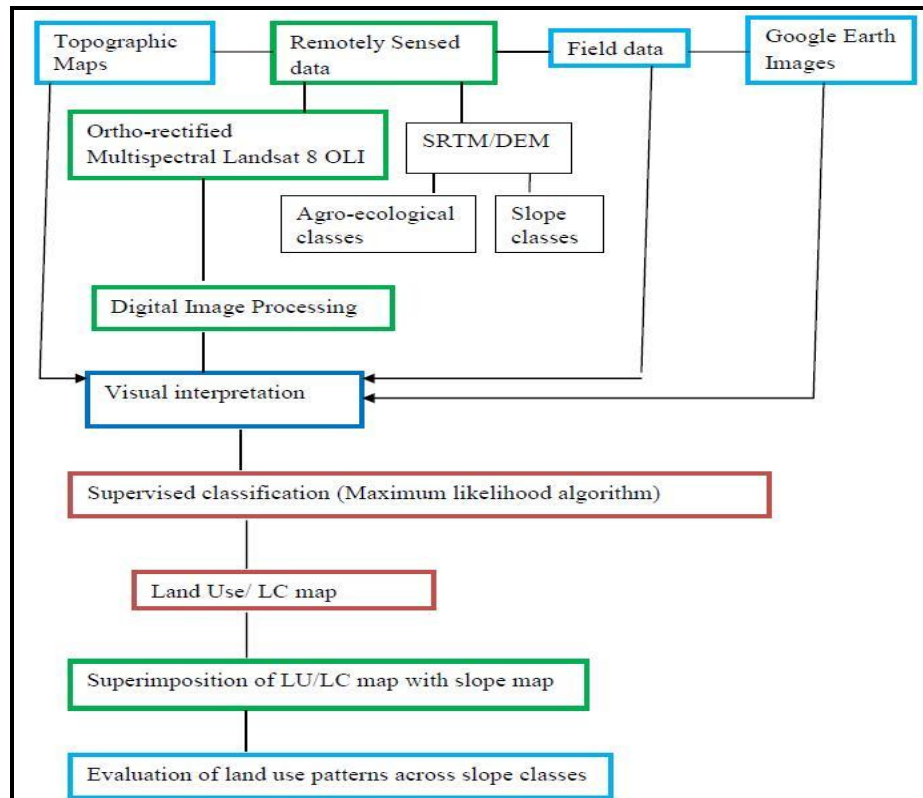 Topographic
Maps
Remotely Sensed
data
Field data
Google Earth
Images
Ortho-rectified
Multispectral Landsat 8 OLI
SRTM/DEM
Agro-ecological
classes
Slope
classes
Digital Image Processing
Visual interpretation
Supervised classification (Maximum likelihood algorithm)
Land Use/ LC map
Superimposition of LU/LC map with slope map
Evaluation of land use patterns across slope classes